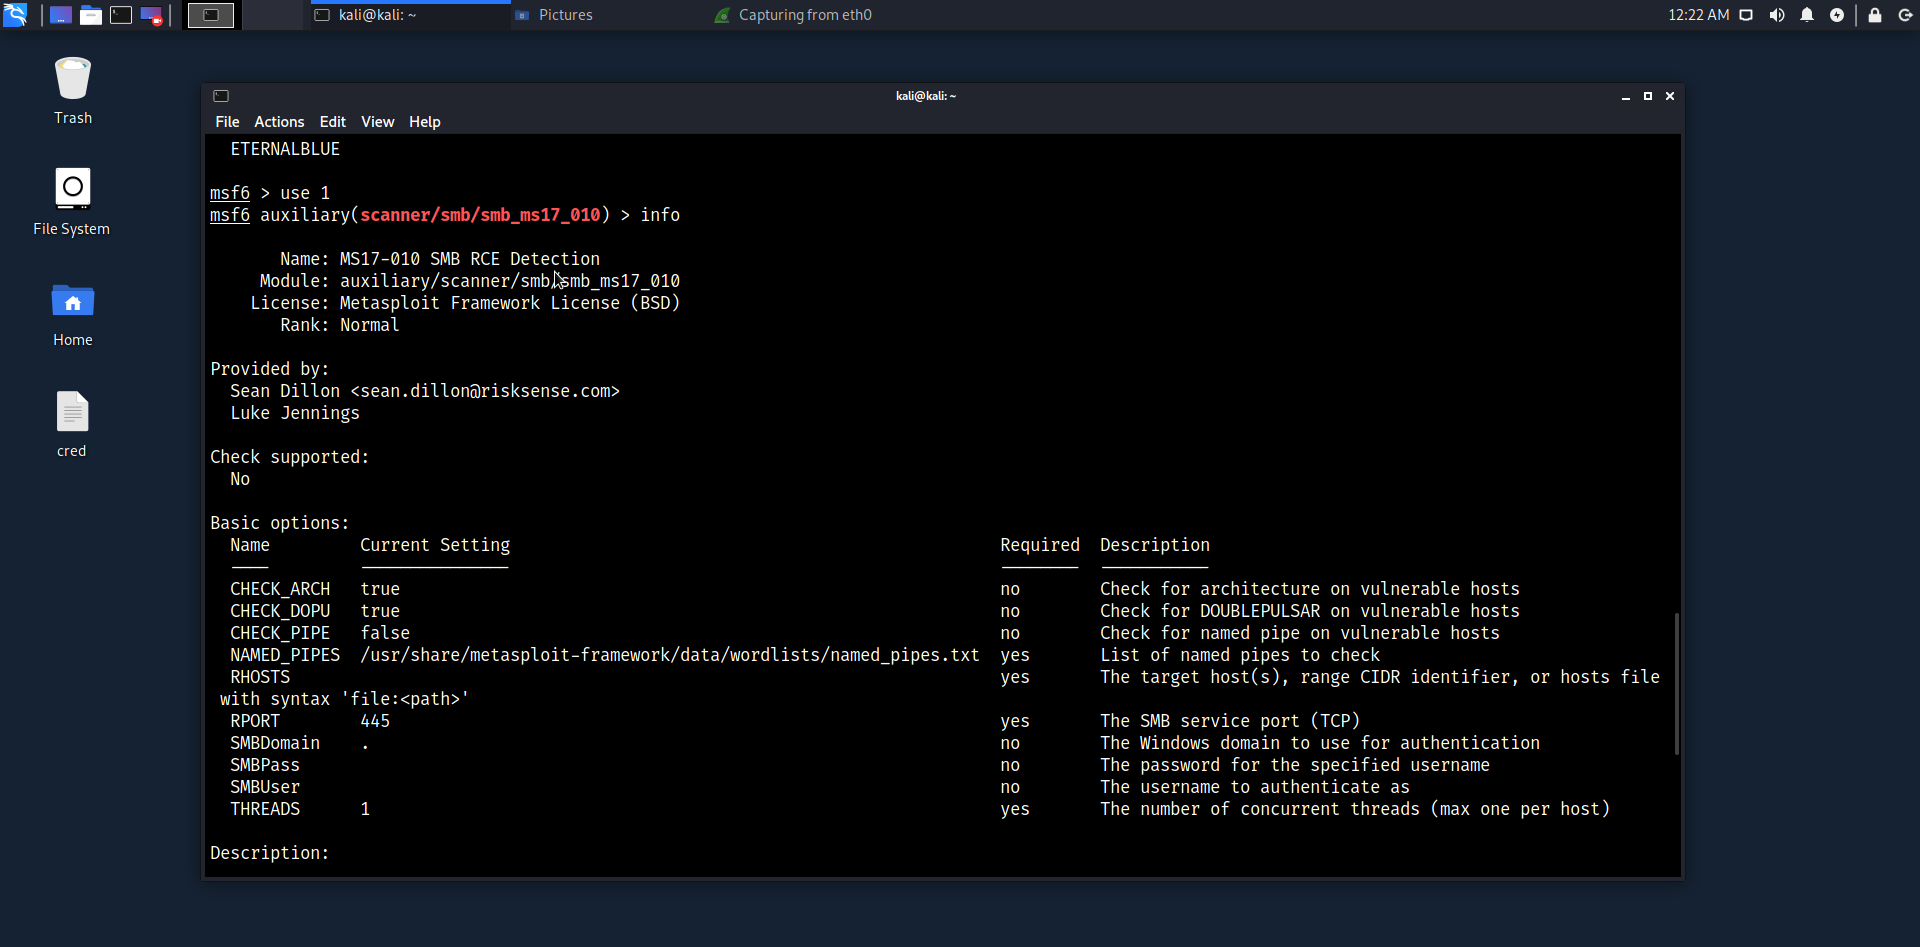 kali@kali: ~
Pictures
Capturing from eth0
12:22 AM
Trash
File System
Home
cred
kali@kali: ~
File Actions Edit View Help
ETERNALBLUE
msf6 > use 1
msf6 auxiliary(scanner/smb/smb_ms17_010) > info
Name: MS17-010 SMB RCE Detection
Module: auxiliary/scanner/smb/smb_ms17_010
License: Metasploit Framework License (BSD)
Rank: Normal
Provided by:
Sean Dillon <sean.dillon@risksense.com>
Luke Jennings
Check supported:
No
Basic options:
Name Current Setting Required Description
---- --------------- -------- -----------
CHECK_ARCH true no Check for architecture on vulnerable hosts
CHECK_DOPU true no Check for DOUBLEPULSAR on vulnerable hosts
CHECK_PIPE false no Check for named pipe on vulnerable hosts
NAMED_PIPES /usr/share/metasploit-framework/data/wordlists/named_pipes.txt yes List of named pipes to check
RHOSTS yes The target host(s), range CIDR identifier, or hosts file
with syntax 'file:<path>'
RPORT 445 yes The SMB service port (TCP)
SMBDomain . no The Windows domain to use for authentication
SMBPass no The password for the specified username
SMBUser no The username to authenticate as
THREADS 1 yes The number of concurrent threads (max one per host)
Description: